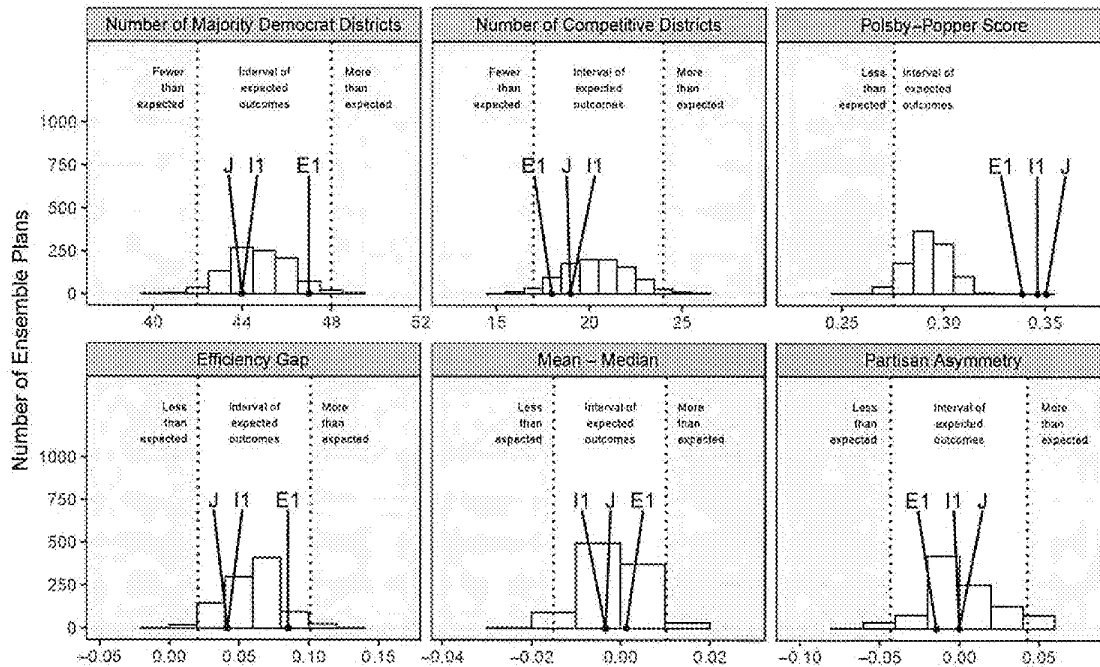 Number of Majority Democrat Districts
Number of Competitive Districts
Polsby-Popper Score
Fewer than expected
Interval of expected outcomes
More than expected
Fewer than expected
Interval of expected outcomes
More than expected
Less than expected
Interval of expected outcomes
1000
750
500
250
0
J I1 E1
E1 J I1
E1 I1 J
40 44 48 52
15 20 25
0.25 0.30 0.35
Number of Ensemble Plans
Efficiency Gap
Mean - Median
Partisan Asymmetry
Less than expected
Interval of expected outcomes
More than expected
Less than expected
Interval of expected outcomes
More than expected
Less than expected
Interval of expected outcomes
More than expected
1000
750
500
250
0
J I1 E1
I1 J E1
E1 I1 J
-0.05 0.00 0.05 0.10 0.15
-0.04 -0.02 0.00 0.02
-0.10 -0.05 0.00 0.05